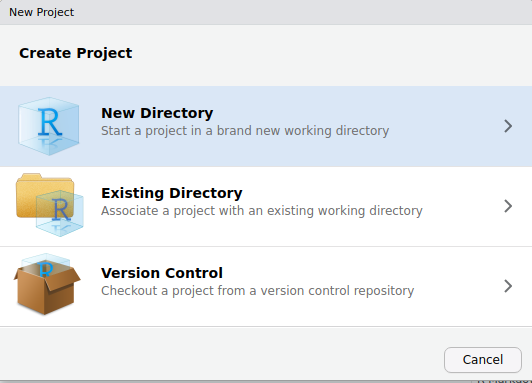 New Project
Create Project
New Directory
Start a project in a brand new working directory
Existing Directory
Associate a project with an existing working directory
Version Control
Checkout a project from a version control repository
Cancel